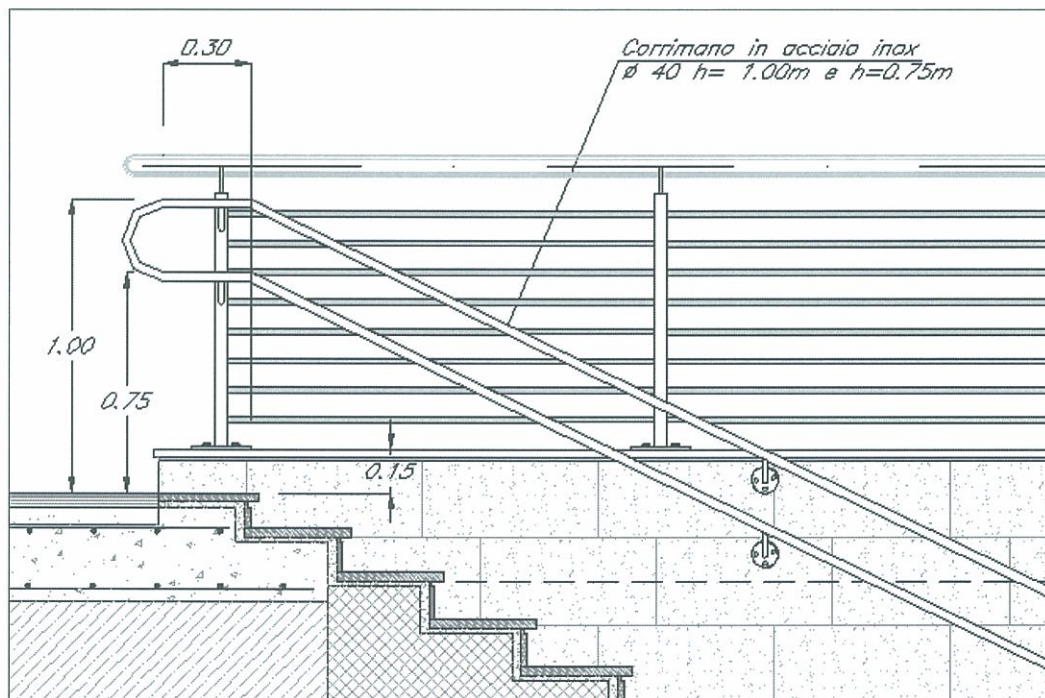 0.30
Corrimano in acciaio inox
ø 40 h= 1.00m e h=0.75m
1.00
0.75
0.15